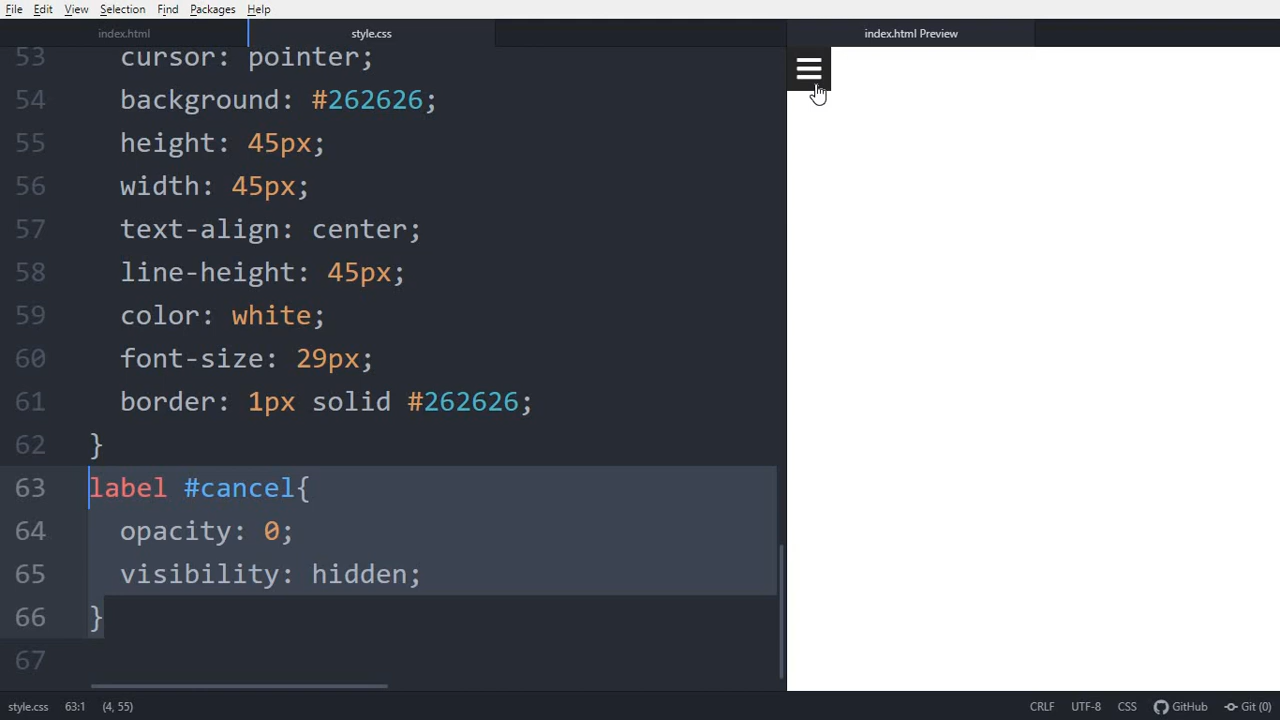 File Edit View Selection Find Packages Help
index.html style.css index.html Preview
53 cursor: pointer;
54 background: #262626;
55 height: 45px;
56 width: 45px;
57 text-align: center;
58 line-height: 45px;
59 color: white;
60 font-size: 29px;
61 border: 1px solid #262626;
62 }
63 label #cancel{
64 opacity: 0;
65 visibility: hidden;
66 }
67
style.css 63:1 (4, 55) CRLF UTF-8 CSS GitHub Git (0)